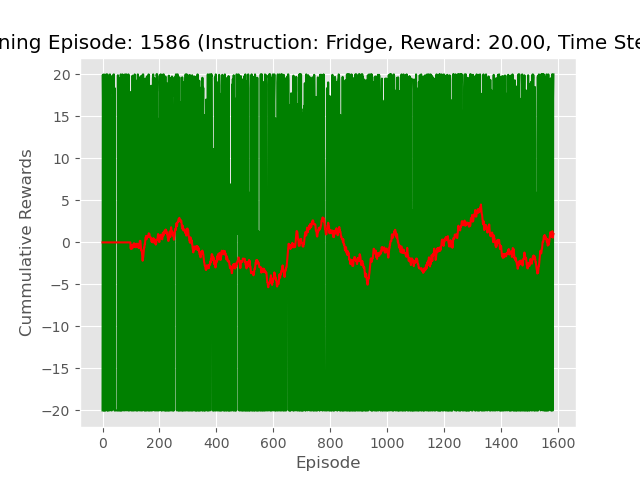 ning Episode: 1586 (Instruction: Fridge, Reward: 20.00, Time Ste
20
15
10
5
0
−5
−10
−15
−20
Cummulative Rewards
0 200 400 600 800 1000 1200 1400 1600
Episode